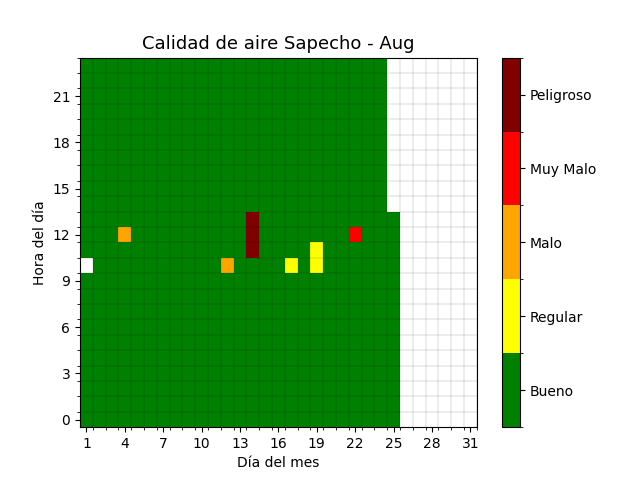 Calidad de aire Sapecho - Aug
Hora del día
21
18
15
12
9
6
3
0
1 4 7 10 13 16 19 22 25 28 31
Día del mes
Peligroso
Muy Malo
Malo
Regular
Bueno